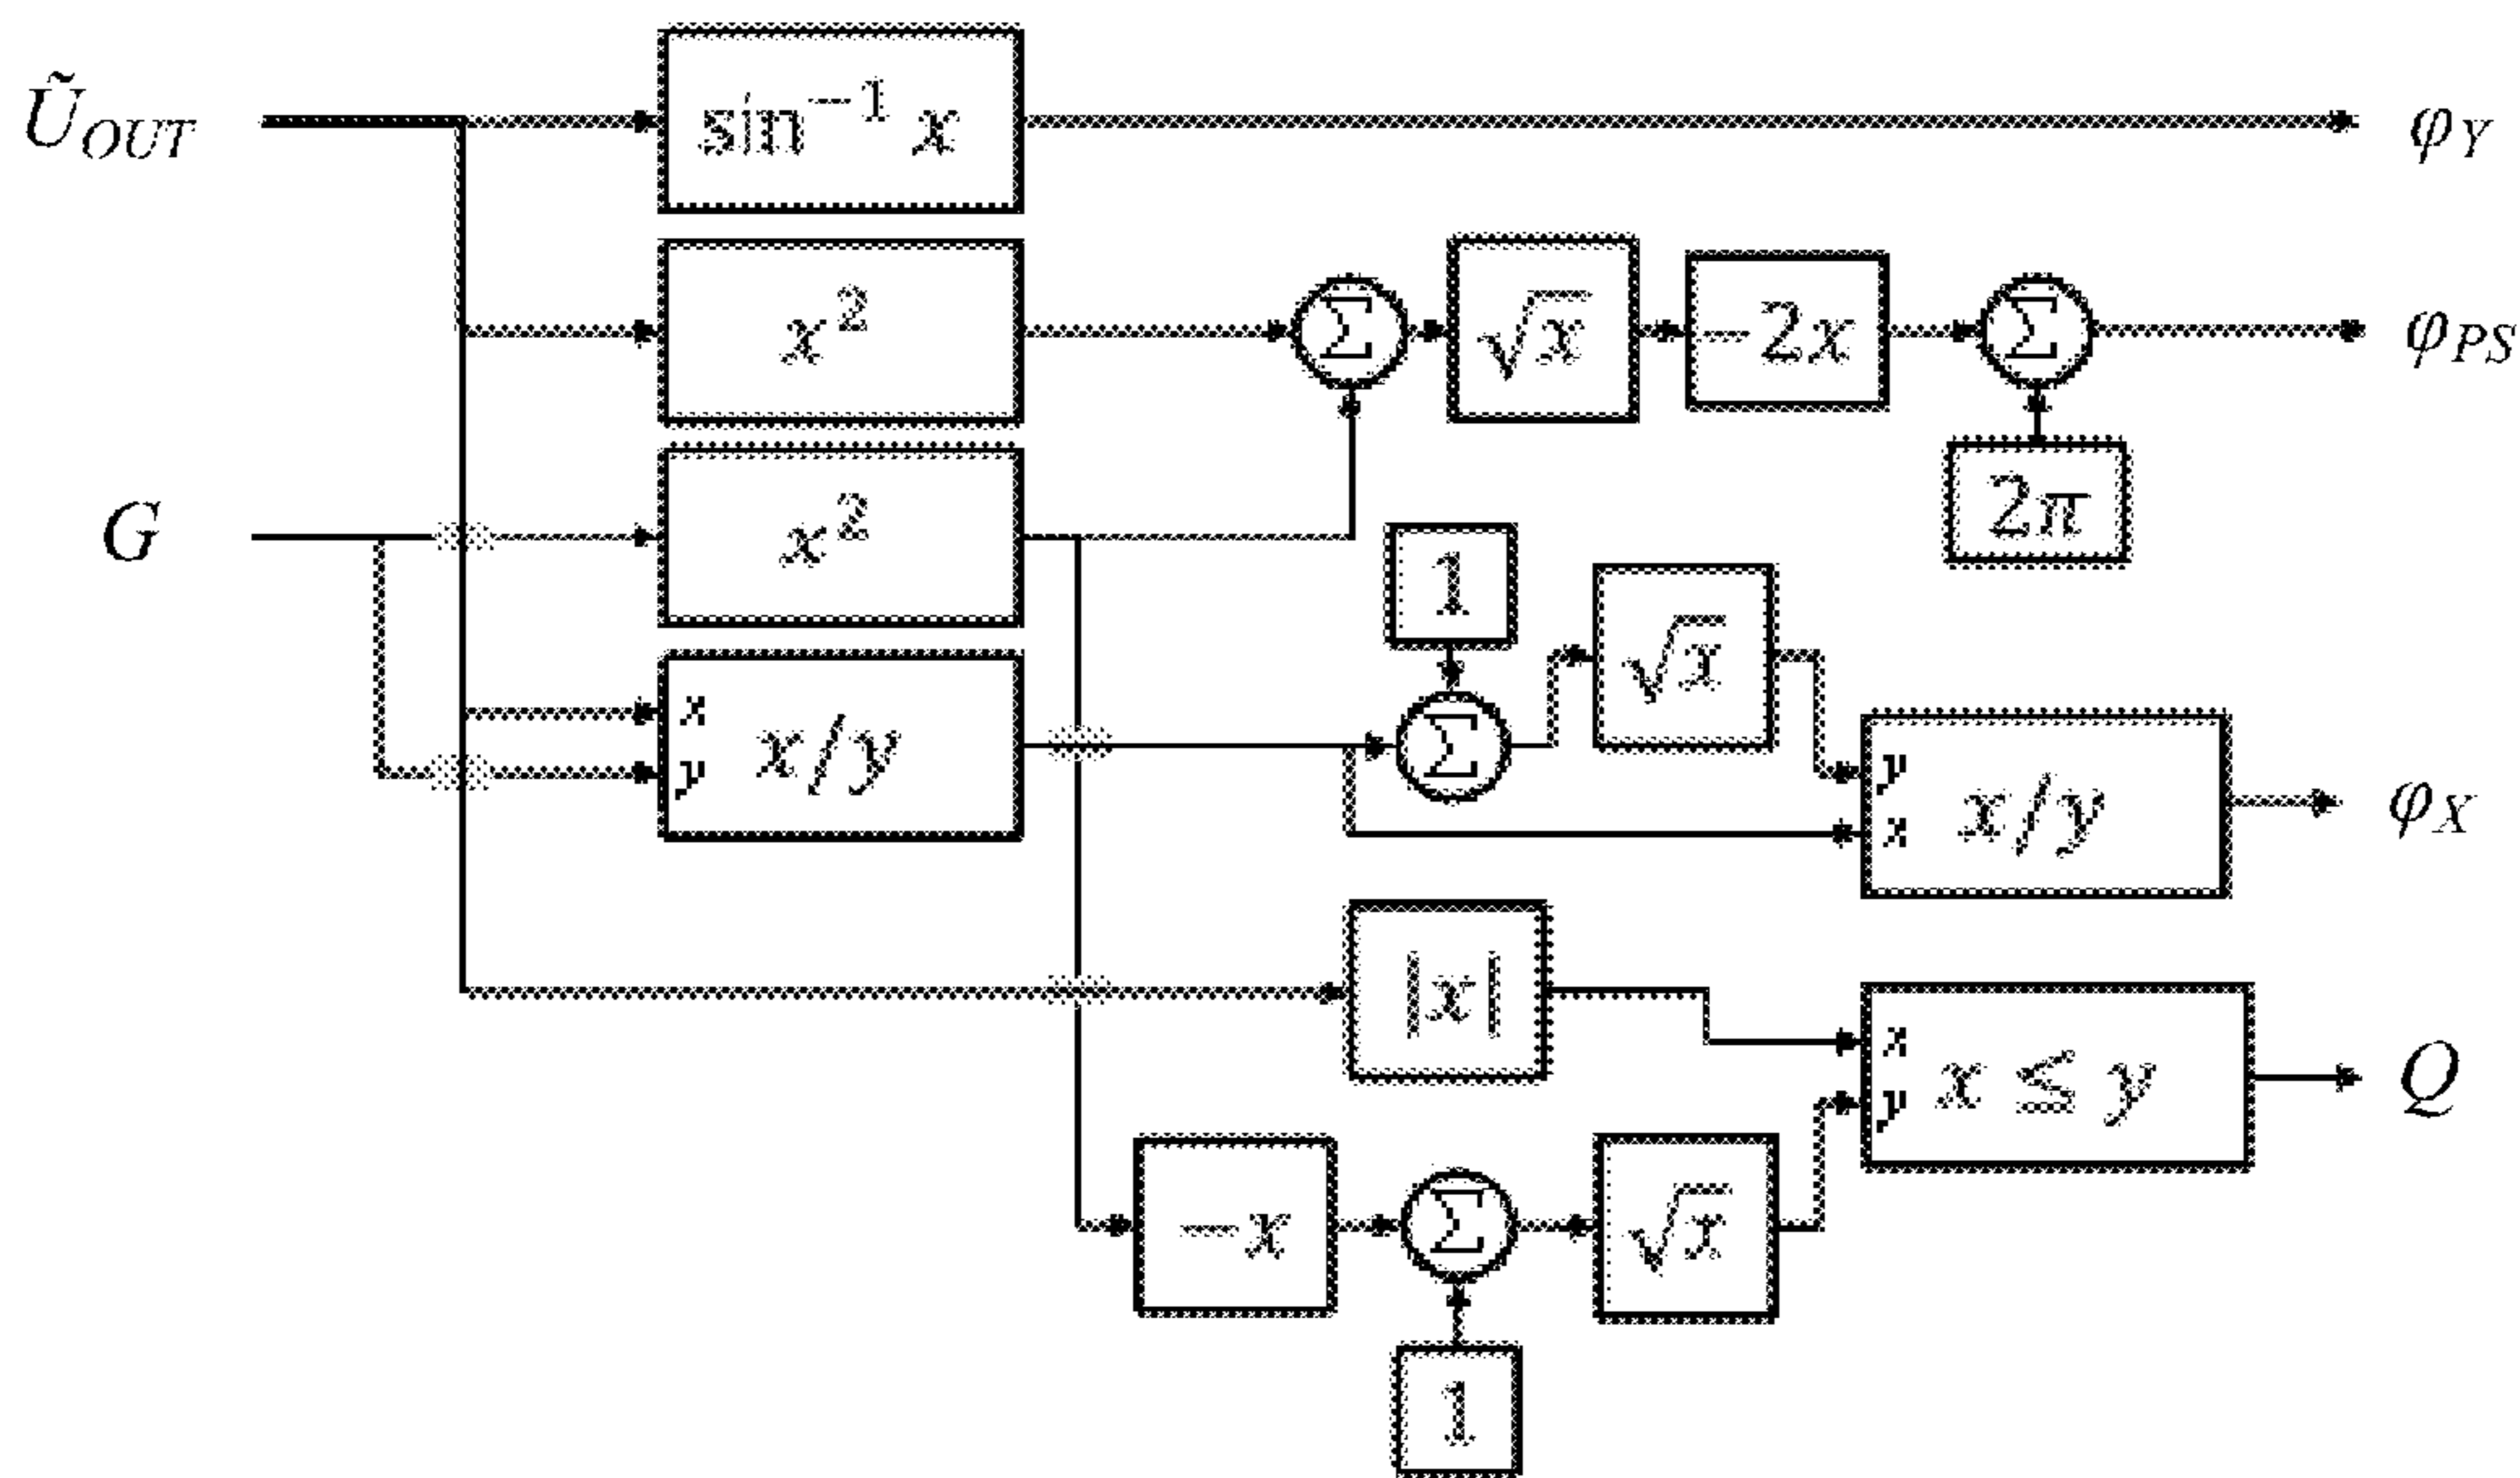 Ũ_OUT
sin⁻¹ x
φ_Y
x²
Σ
√x
−2x
Σ
φ_PS
2π
G
x²
1
√x
x
y
x/y
Σ
y
x
x/y
φ_X
|x|
x
y
x ≤ y
Q
−x
Σ
√x
1